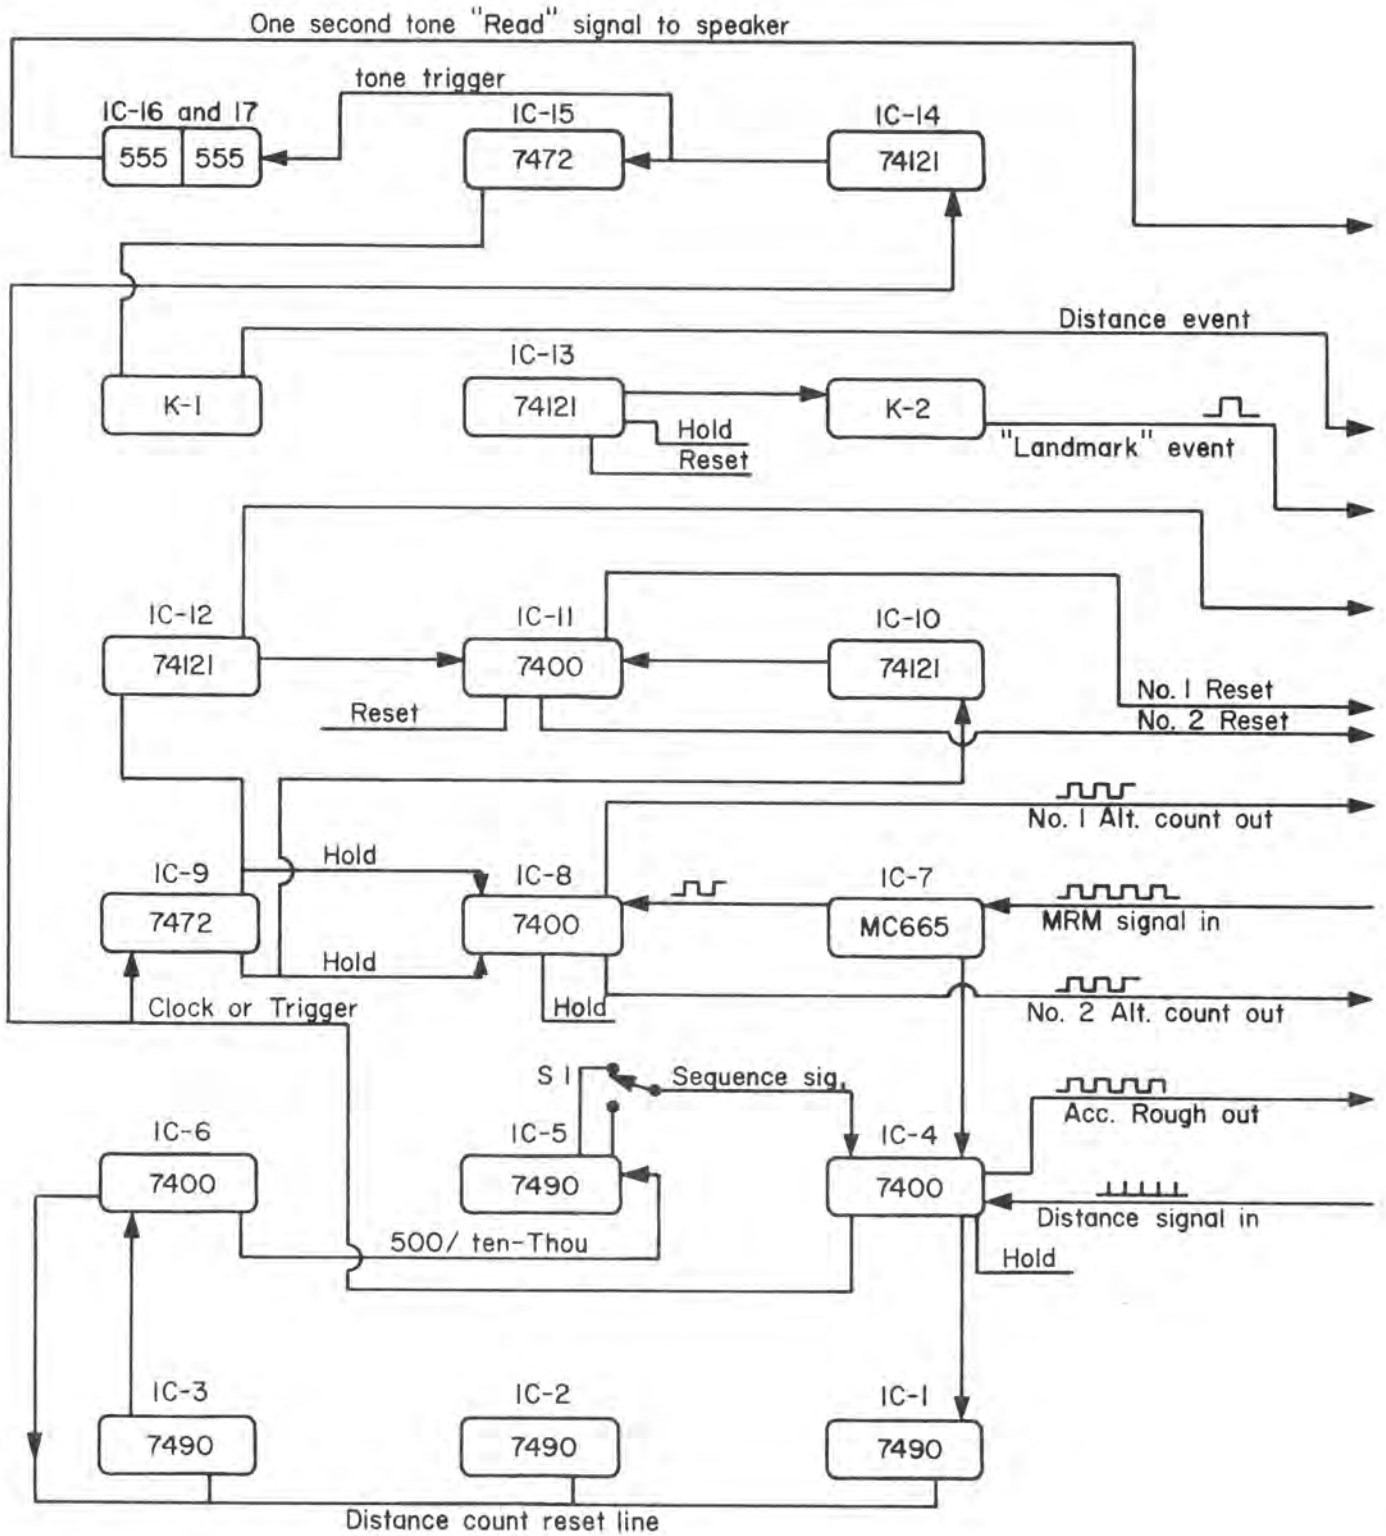 One second tone "Read" signal to speaker
tone trigger
IC-16 and 17
555 555
IC-15
7472
IC-14
74121
Distance event
K-1
IC-13
74121
Hold
Reset
K-2
"Landmark" event
IC-12
74121
IC-11
7400
IC-10
74121
Reset
No. 1 Reset
No. 2 Reset
No. 1 Alt. count out
Hold
IC-9
7472
IC-8
7400
IC-7
MC665
MRM signal in
Hold
Clock or Trigger
Hold
No. 2 Alt. count out
S 1
Sequence sig.
Acc. Rough out
IC-6
7400
IC-5
7490
IC-4
7400
Distance signal in
500/ ten-Thou
Hold
IC-3
7490
IC-2
7490
IC-1
7490
Distance count reset line